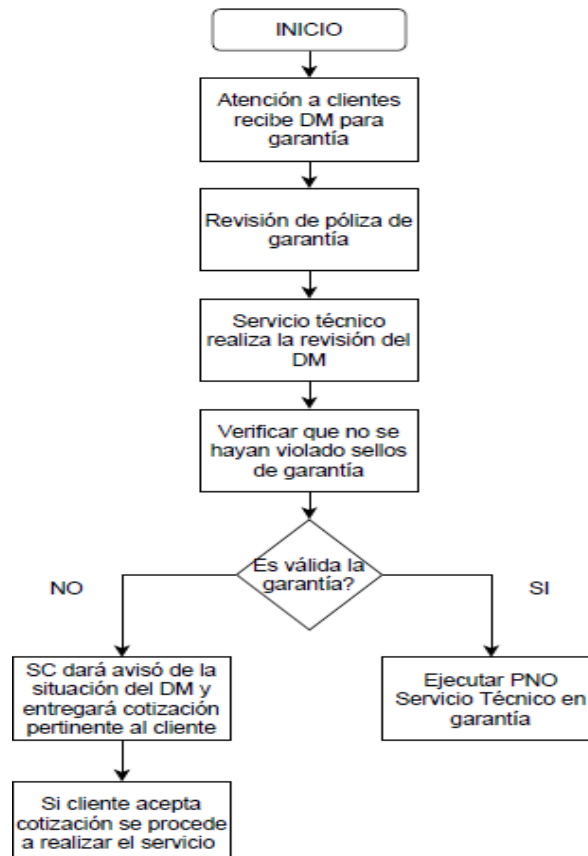 INICIO
Atención a clientes
recibe DM para
garantía
Revisión de póliza de
garantía
Servicio técnico
realiza la revisión del
DM
Verificar que no se
hayan violado sellos
de garantía
Es válida la
garantía?
NO
SI
SC dará avisó de la
situación del DM y
entregará cotización
pertinente al cliente
Ejecutar PNO
Servicio Técnico en
garantía
Si cliente acepta
cotización se procede
a realizar el servicio